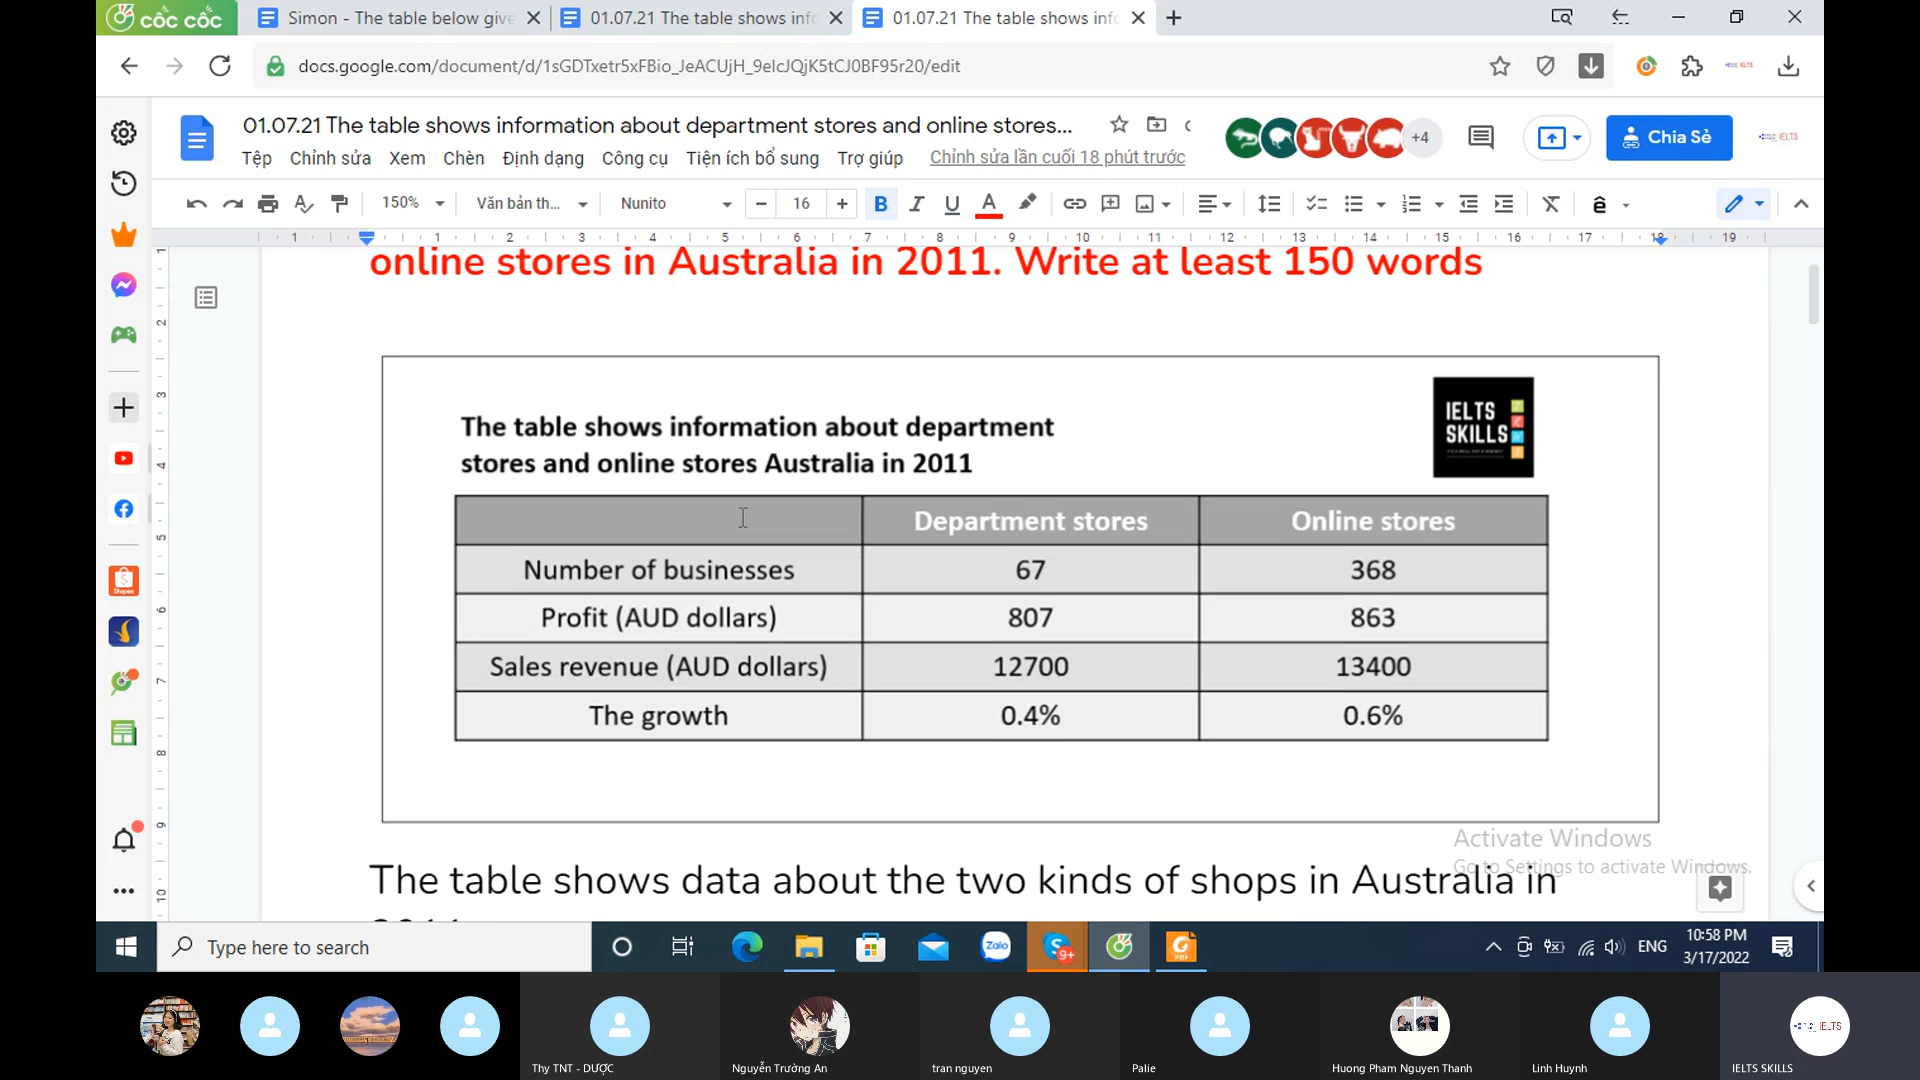 cốc cốc
Simon - The table below give
01.07.21 The table shows info
01.07.21 The table shows info
docs.google.com/document/d/1sGDTxetr5xFBio_JeACUjH_9elcJQjK5tCJ0BF95r20/edit
01.07.21 The table shows information about department stores and online stores...
+4
Chia Sẻ
Tệp Chỉnh sửa Xem Chèn Định dạng Công cụ Tiện ích bổ sung Trợ giúp Chỉnh sửa lần cuối 18 phút trước
150% Văn bản th... Nunito 16
online stores in Australia in 2011. Write at least 150 words
IELTS
SKILLS
The table shows information about department
stores and online stores Australia in 2011
Department stores Online stores
Number of businesses 67 368
Profit (AUD dollars) 807 863
Sales revenue (AUD dollars) 12700 13400
The growth 0.4% 0.6%
Activate Windows
Go to Settings to activate Windows.
The table shows data about the two kinds of shops in Australia in
Type here to search
Zalo
9+
ENG
10:58 PM
3/17/2022
Thy TNT - DƯỢC
Nguyễn Trường An
tran nguyen
Palie
Huong Pham Nguyen Thanh
Linh Huynh
IELTS SKILLS